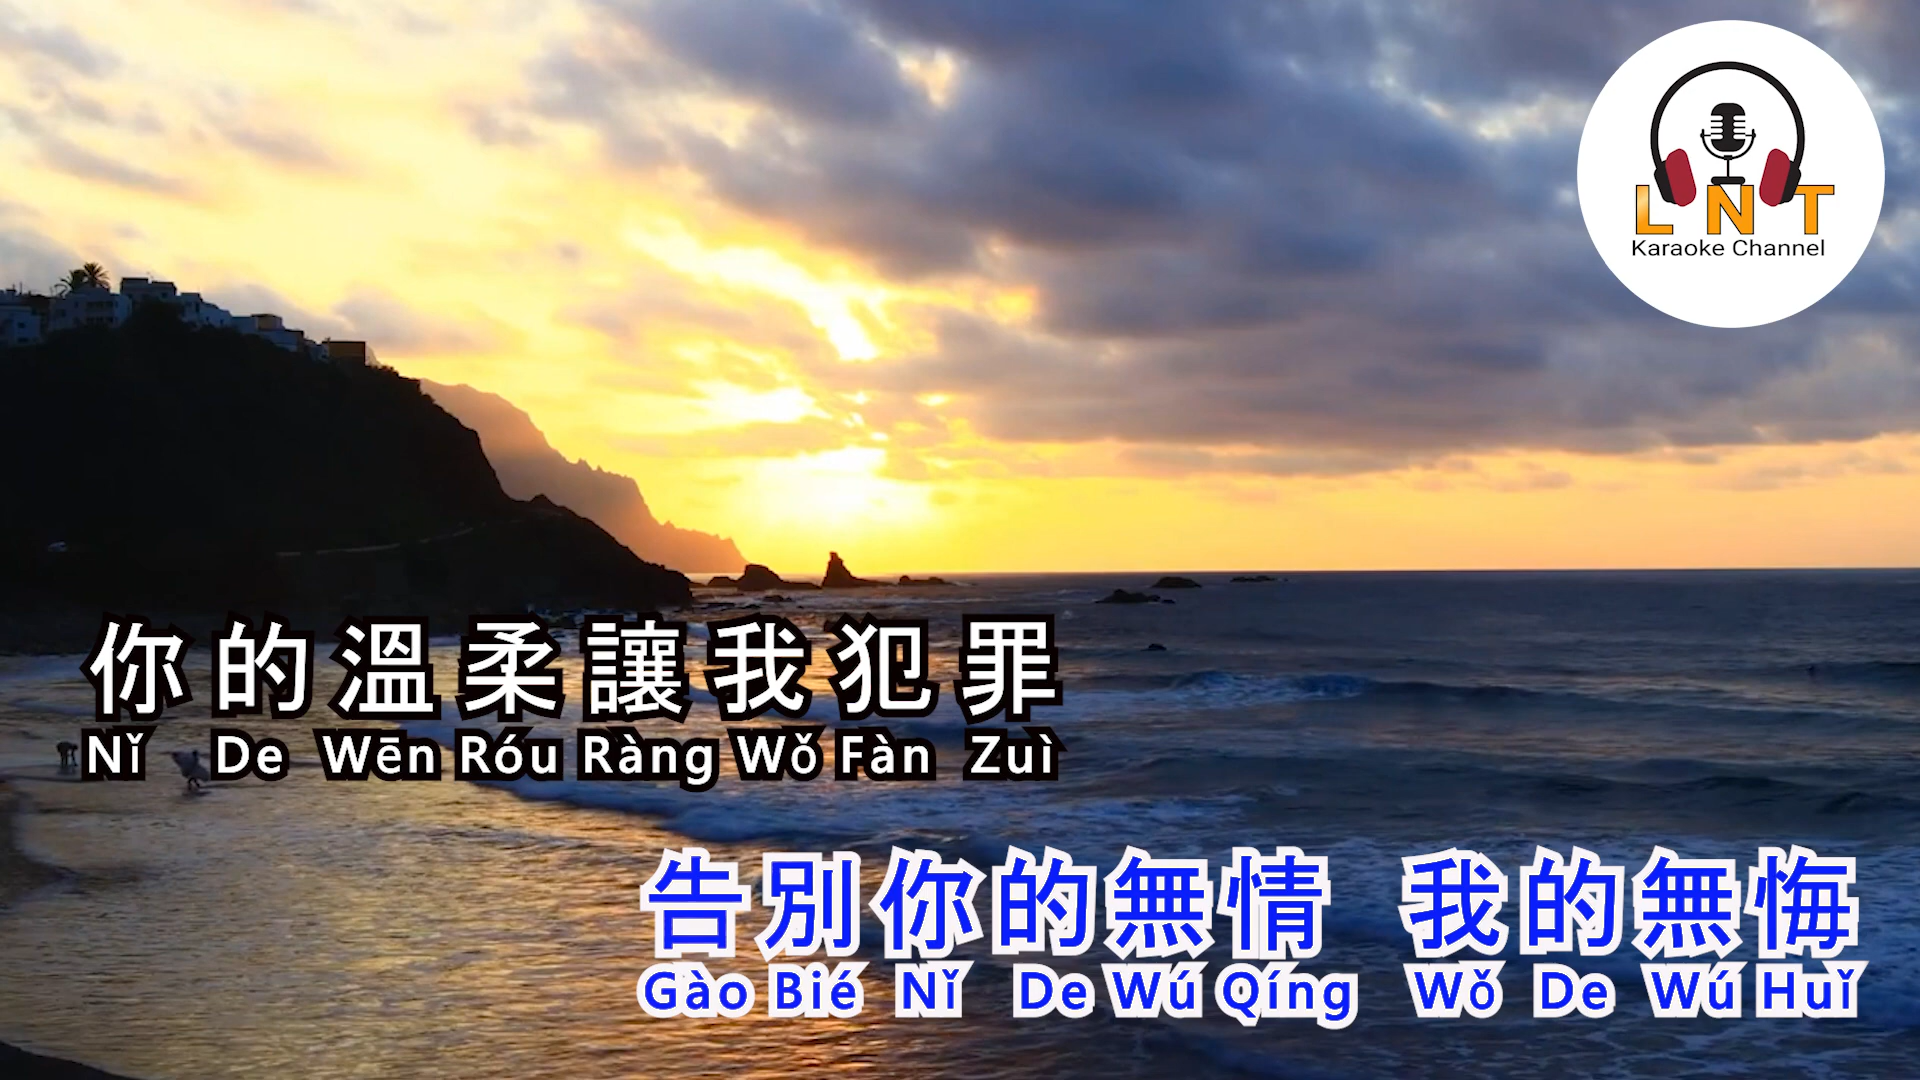 L N T
Karaoke Channel
你的溫柔讓我犯罪
Nǐ De Wēn Róu Ràng Wǒ Fàn Zuì
告別你的無情 我的無悔
Gào Bié Nǐ De Wú Qíng Wǒ De Wú Huǐ